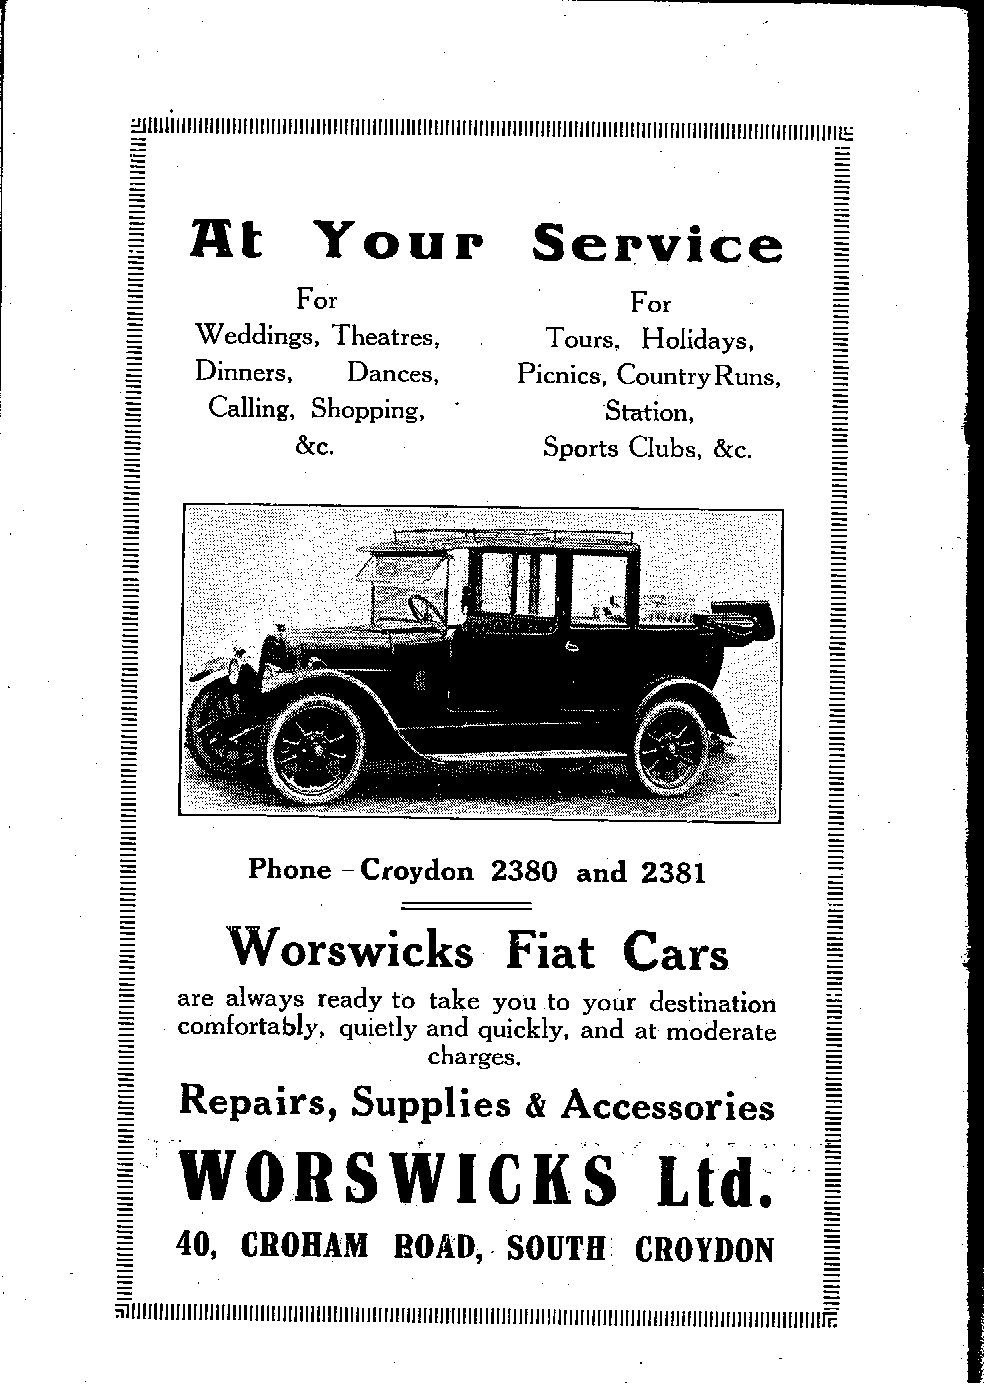 At Your Service
For
Weddings, Theatres,
Dinners, Dances,
Calling, Shopping,
&c.
For
Tours, Holidays,
Picnics, Country Runs,
Station,
Sports Clubs, &c.
Phone - Croydon 2380 and 2381
Worswicks Fiat Cars
are always ready to take you to your destination
comfortably, quietly and quickly, and at moderate
charges.
Repairs, Supplies & Accessories
WORSWICKS Ltd.
40, CROHAM ROAD, SOUTH CROYDON